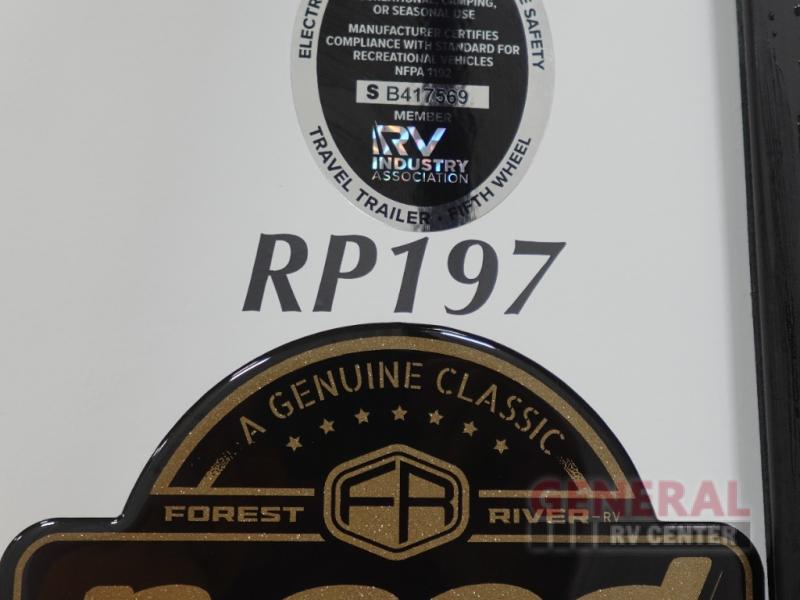 OR SEASONAL USE
MANUFACTURER CERTIFIES
COMPLIANCE WITH STANDARD FOR
RECREATIONAL VEHICLES
NFPA 1192
S B417569
MEMBER
RV
INDUSTRY
ASSOCIATION
SAFETY
TRAVEL TRAILER · FIFTH WHEEL
RP197
A GENUINE CLASSIC
FR
FOREST RIVER-RV
GENERAL
RV CENTER